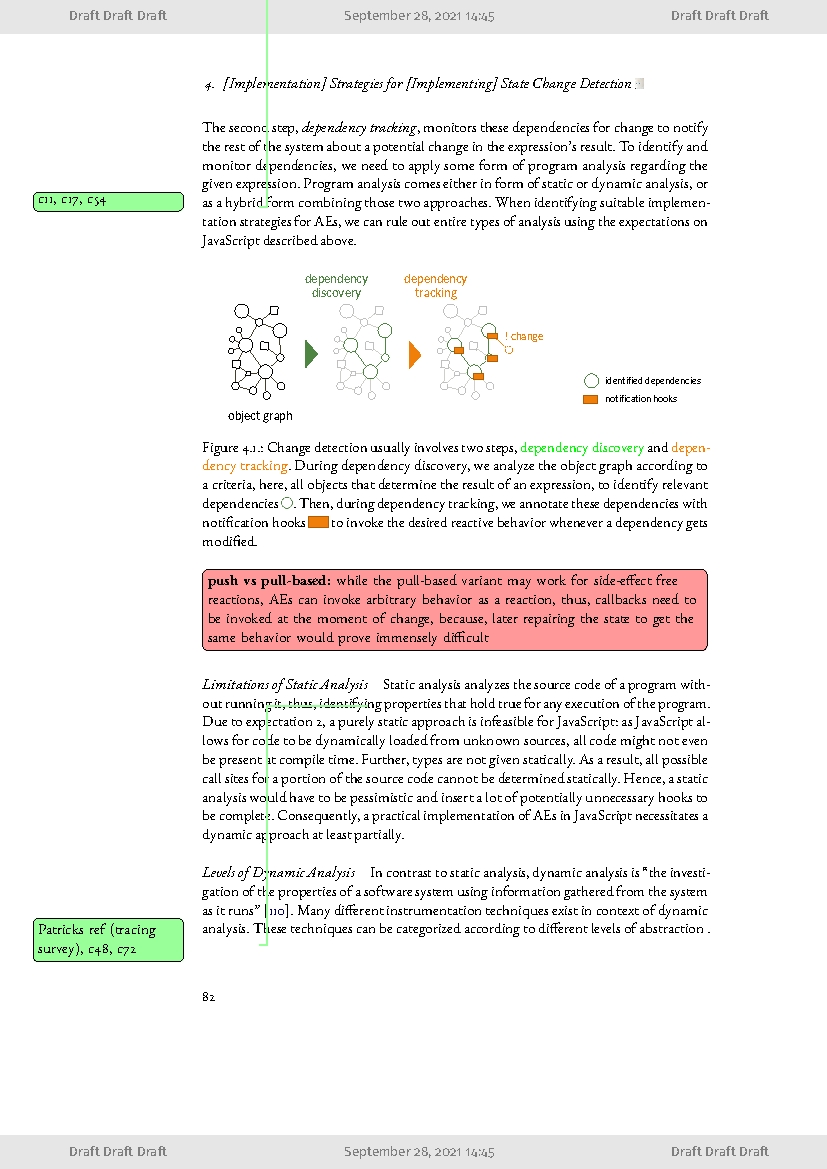 Draft Draft Draft September 28, 2021 14:45 Draft Draft Draft
4. [Implementation] Strategies for [Implementing] State Change Detection
The second step, dependency tracking, monitors these dependencies for change to notify
the rest of the system about a potential change in the expression's result. To identify and
monitor dependencies, we need to apply some form of program analysis regarding the
given expression. Program analysis comes either in form of static or dynamic analysis, or
c11, c17, c54
as a hybrid form combining those two approaches. When identifying suitable implemen-
tation strategies for AEs, we can rule out entire types of analysis using the expectations on
JavaScript described above.
dependency
discovery
dependency
tracking
! change
identified dependencies
notification hooks
object graph
Figure 4.1.: Change detection usually involves two steps, dependency discovery and depen-
dency tracking. During dependency discovery, we analyze the object graph according to
a criteria, here, all objects that determine the result of an expression, to identify relevant
dependencies . Then, during dependency tracking, we annotate these dependencies with
notification hooks to invoke the desired reactive behavior whenever a dependency gets
modified.
push vs pull-based: while the pull-based variant may work for side-effect free
reactions, AEs can invoke arbitrary behavior as a reaction, thus, callbacks need to
be invoked at the moment of change, because, later repairing the state to get the
same behavior would prove immensely difficult
Limitations of Static Analysis Static analysis analyzes the source code of a program with-
out running it, thus, identifying properties that hold true for any execution of the program.
Due to expectation 2, a purely static approach is infeasible for JavaScript: as JavaScript al-
lows for code to be dynamically loaded from unknown sources, all code might not even
be present at compile time. Further, types are not given statically. As a result, all possible
call sites for a portion of the source code cannot be determined statically. Hence, a static
analysis would have to be pessimistic and insert a lot of potentially unnecessary hooks to
be complete. Consequently, a practical implementation of AEs in JavaScript necessitates a
dynamic approach at least partially.
Levels of Dynamic Analysis In contrast to static analysis, dynamic analysis is "the investi-
gation of the properties of a software system using information gathered from the system
as it runs" [110]. Many different instrumentation techniques exist in context of dynamic
analysis. These techniques can be categorized according to different levels of abstraction .
Patricks ref (tracing
survey), c48, c72
82
Draft Draft Draft September 28, 2021 14:45 Draft Draft Draft